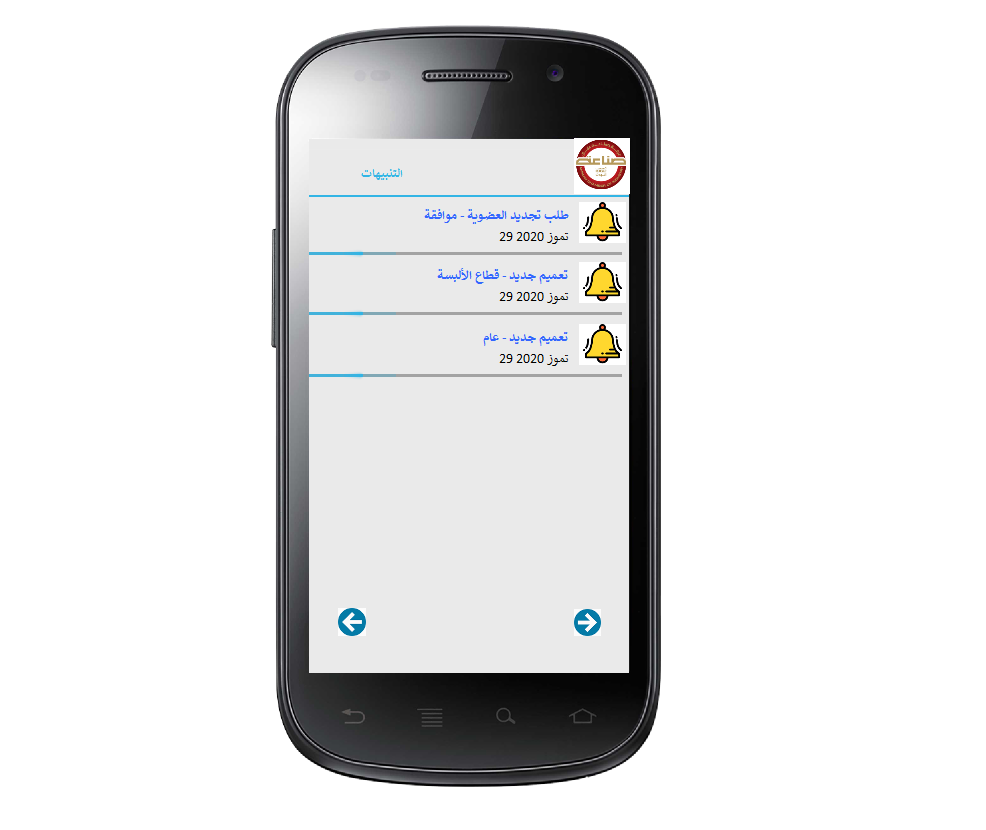 صناعة
التنبيهات
طلب تجديد العضوية - موافقة
29 تموز 2020
تعميم جديد - قطاع الألبسة
29 تموز 2020
تعميم جديد - عام
29 تموز 2020